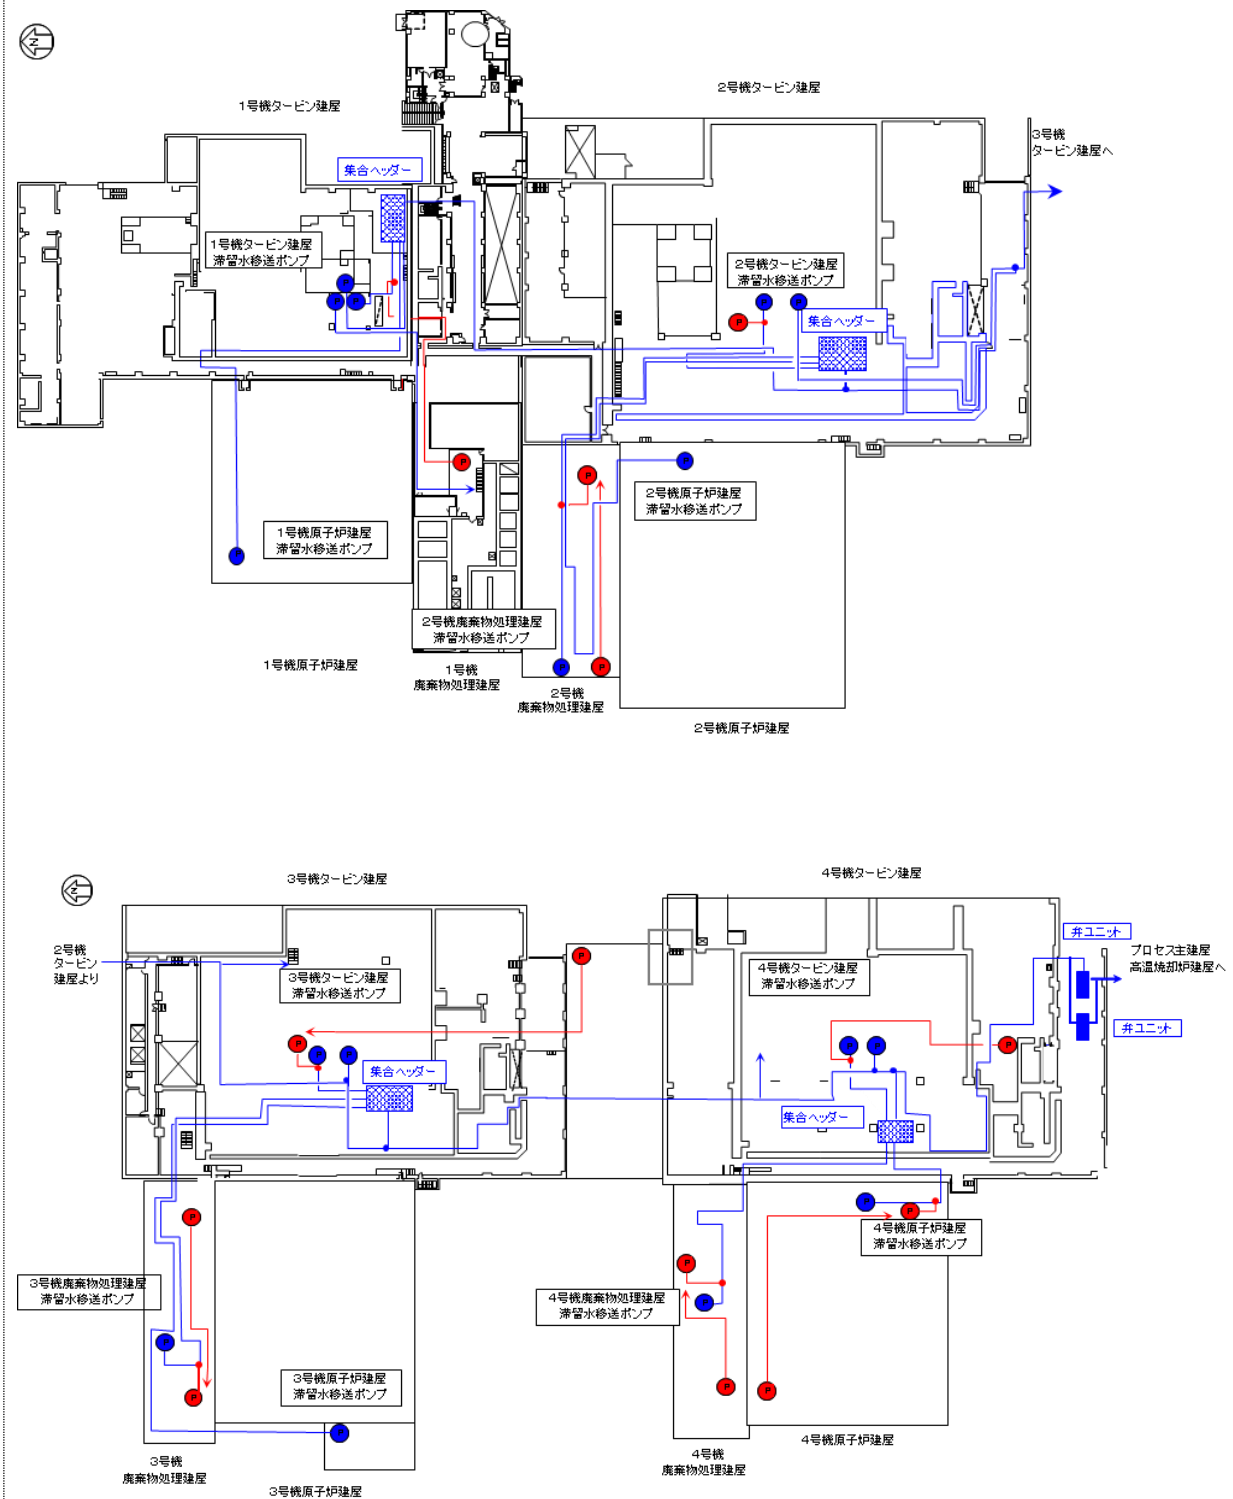 N
1号機タービン建屋
2号機タービン建屋
3号機
タービン建屋へ
集合ヘッダー
1号機タービン建屋
滞留水移送ポンプ
2号機タービン建屋
滞留水移送ポンプ
P
P
P
P
P
P
集合ヘッダー
P
P
P
2号機原子炉建屋
滞留水移送ポンプ
1号機原子炉建屋
滞留水移送ポンプ
P
2号機廃棄物処理建屋
滞留水移送ポンプ
1号機原子炉建屋
1号機
廃棄物処理建屋
P
P
2号機
廃棄物処理建屋
2号機原子炉建屋
N
3号機タービン建屋
4号機タービン建屋
2号機
タービン
建屋より
弁ユニット
プロセス主建屋
高温焼却炉建屋へ
P
3号機タービン建屋
滞留水移送ポンプ
4号機タービン建屋
滞留水移送ポンプ
弁ユニット
P
P
P
P
P
P
集合ヘッダー
集合ヘッダー
P
P
P
4号機原子炉建屋
滞留水移送ポンプ
P
3号機廃棄物処理建屋
滞留水移送ポンプ
4号機廃棄物処理建屋
滞留水移送ポンプ
P
P
3号機原子炉建屋
滞留水移送ポンプ
P
P
P
P
4号機原子炉建屋
3号機
廃棄物処理建屋
4号機
廃棄物処理建屋
3号機原子炉建屋